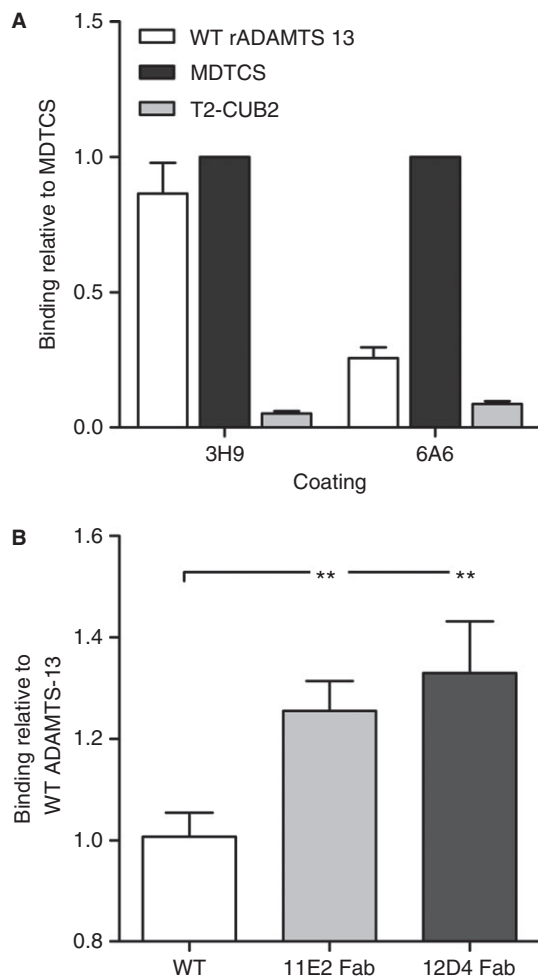 A
1.5
WT rADAMTS 13
MDTCS
T2-CUB2
Binding relative to MDTCS
1.0
0.5
0.0
3H9
6A6
Coating
B
1.6
**
**
1.4
Binding relative to
WT ADAMTS-13
1.2
1.0
0.8
WT
11E2 Fab
12D4 Fab